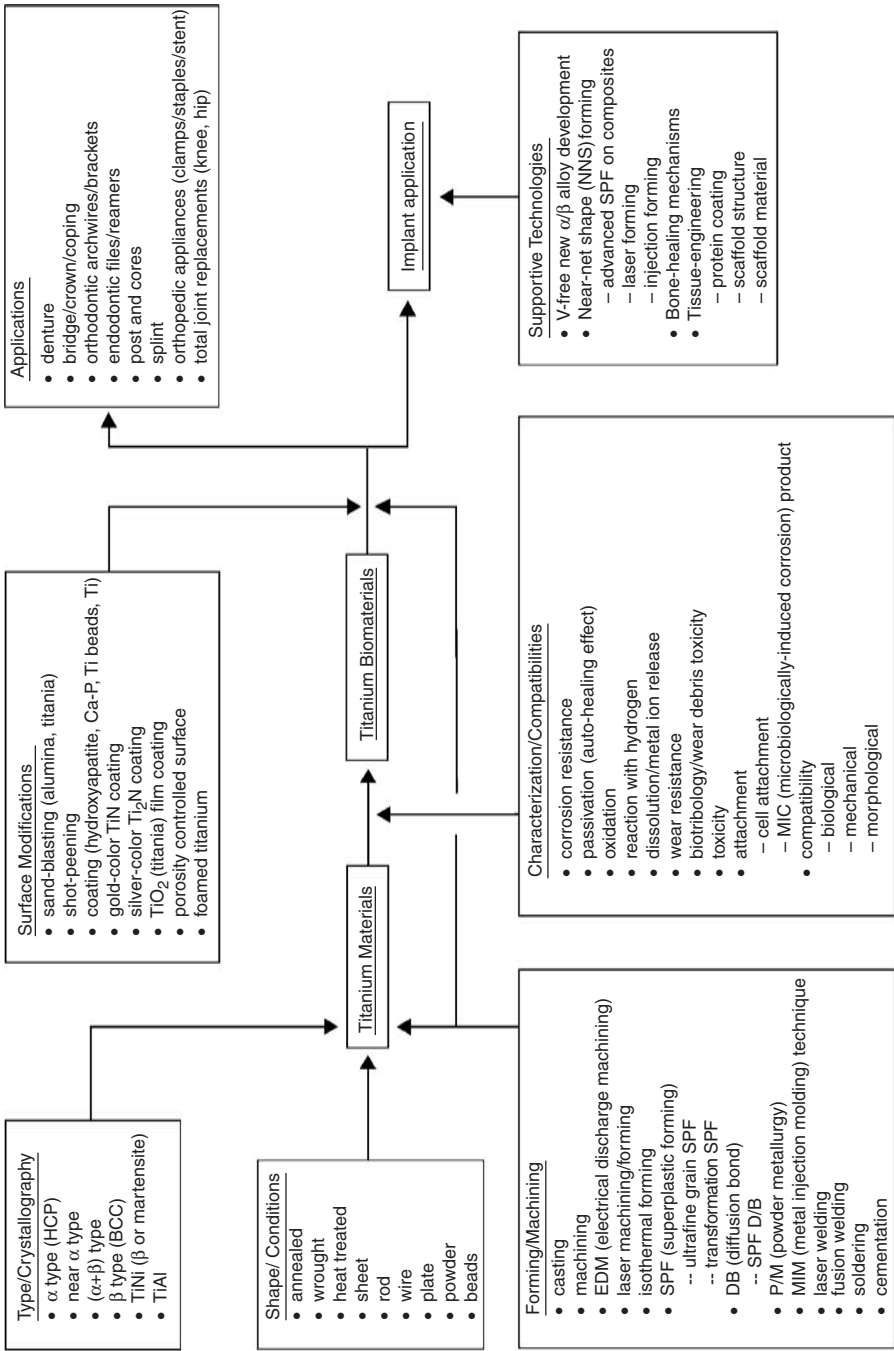 Type/Crystallography
• α type (HCP)
• near α type
• (α+β) type
• β type (BCC)
• TiNi (β or martensite)
• TiAl
Shape/ Conditions
• annealed
• wrought
• heat treated
• sheet
• rod
• wire
• plate
• powder
• beads
Forming/Machining
• casting
• machining
• EDM (electrical discharge machining)
• laser machining/forming
• isothermal forming
• SPF (superplastic forming)
-- ultrafine grain SPF
-- transformation SPF
• DB (diffusion bond)
-- SPF D/B
• P/M (powder metallurgy)
• MIM (metal injection molding) technique
• laser welding
• fusion welding
• soldering
• cementation
Surface Modifications
• sand-blasting (alumina, titania)
• shot-peening
• coating (hydroxyapatite, Ca-P, Ti beads, Ti)
• gold-color TiN coating
• silver-color Ti₂N coating
• TiO₂ (titania) film coating
• porosity controlled surface
• foamed titanium
Titanium Materials
Titanium Biomaterials
Characterization/Compatibilities
• corrosion resistance
• passivation (auto-healing effect)
• oxidation
• reaction with hydrogen
• dissolution/metal ion release
• wear resistance
• biotribology/wear debris toxicity
• toxicity
• attachment
– cell attachment
– MIC (microbiologically-induced corrosion) product
• compatibility
– biological
– mechanical
– morphological
Applications
• denture
• bridge/crown/coping
• orthodontic archwires/brackets
• endodontic files/reamers
• post and cores
• splint
• orthopedic appliances (clamps/staples/stent)
• total joint replacements (knee, hip)
Implant application
Supportive Technologies
• V-free new α/β alloy development
• Near-net shape (NNS) forming
– advanced SPF on composites
– laser forming
– injection forming
• Bone-healing mechanisms
• Tissue-engineering
– protein coating
– scaffold structure
– scaffold material